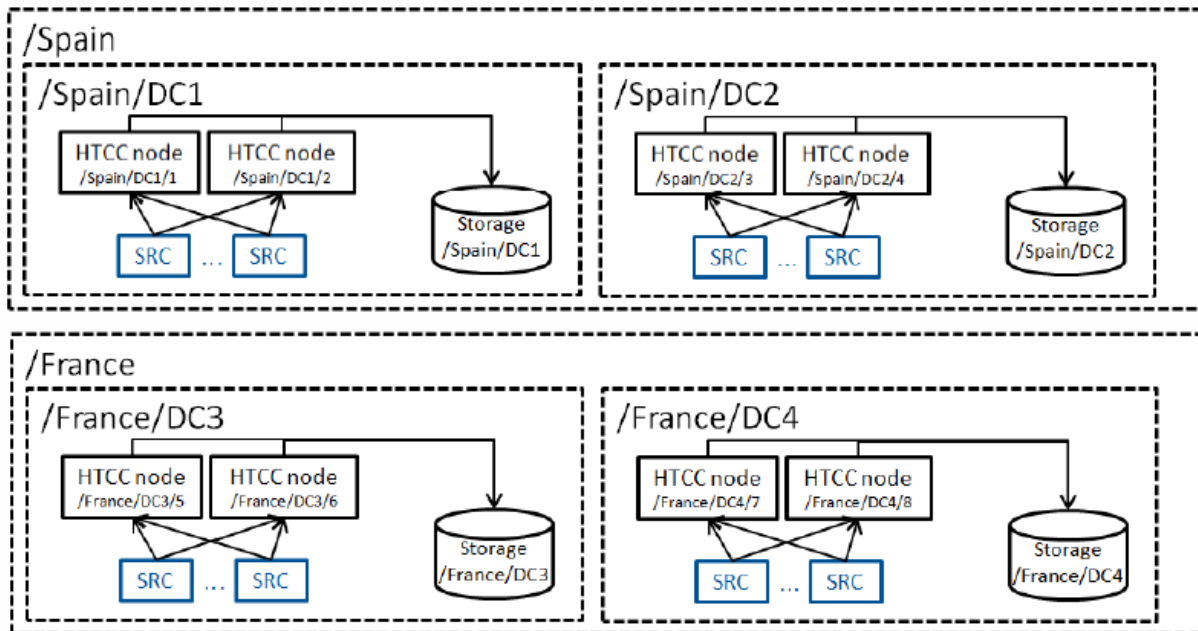 /Spain
/Spain/DC1
HTCC node
/Spain/DC1/1
HTCC node
/Spain/DC1/2
SRC
...
SRC
Storage
/Spain/DC1
/Spain/DC2
HTCC node
/Spain/DC2/3
HTCC node
/Spain/DC2/4
SRC
...
SRC
Storage
/Spain/DC2
/France
/France/DC3
HTCC node
/France/DC3/5
HTCC node
/France/DC3/6
SRC
...
SRC
Storage
/France/DC3
/France/DC4
HTCC node
/France/DC4/7
HTCC node
/France/DC4/8
SRC
...
SRC
Storage
/France/DC4